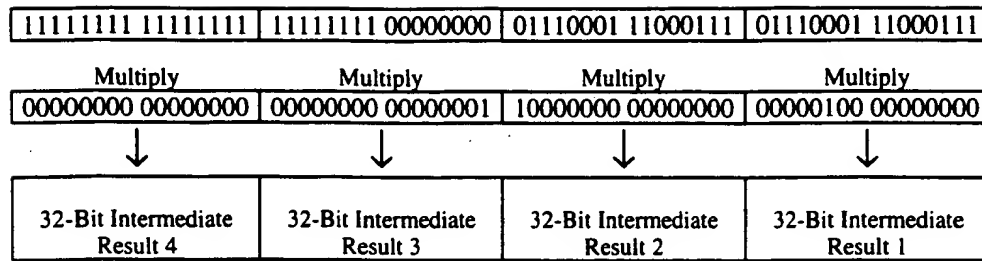 11111111 11111111 11111111 00000000 01110001 11000111 01110001 11000111
Multiply Multiply Multiply Multiply
00000000 00000000 00000000 00000001 10000000 00000000 00000100 00000000
32-Bit Intermediate 32-Bit Intermediate 32-Bit Intermediate 32-Bit Intermediate
Result 4 Result 3 Result 2 Result 1